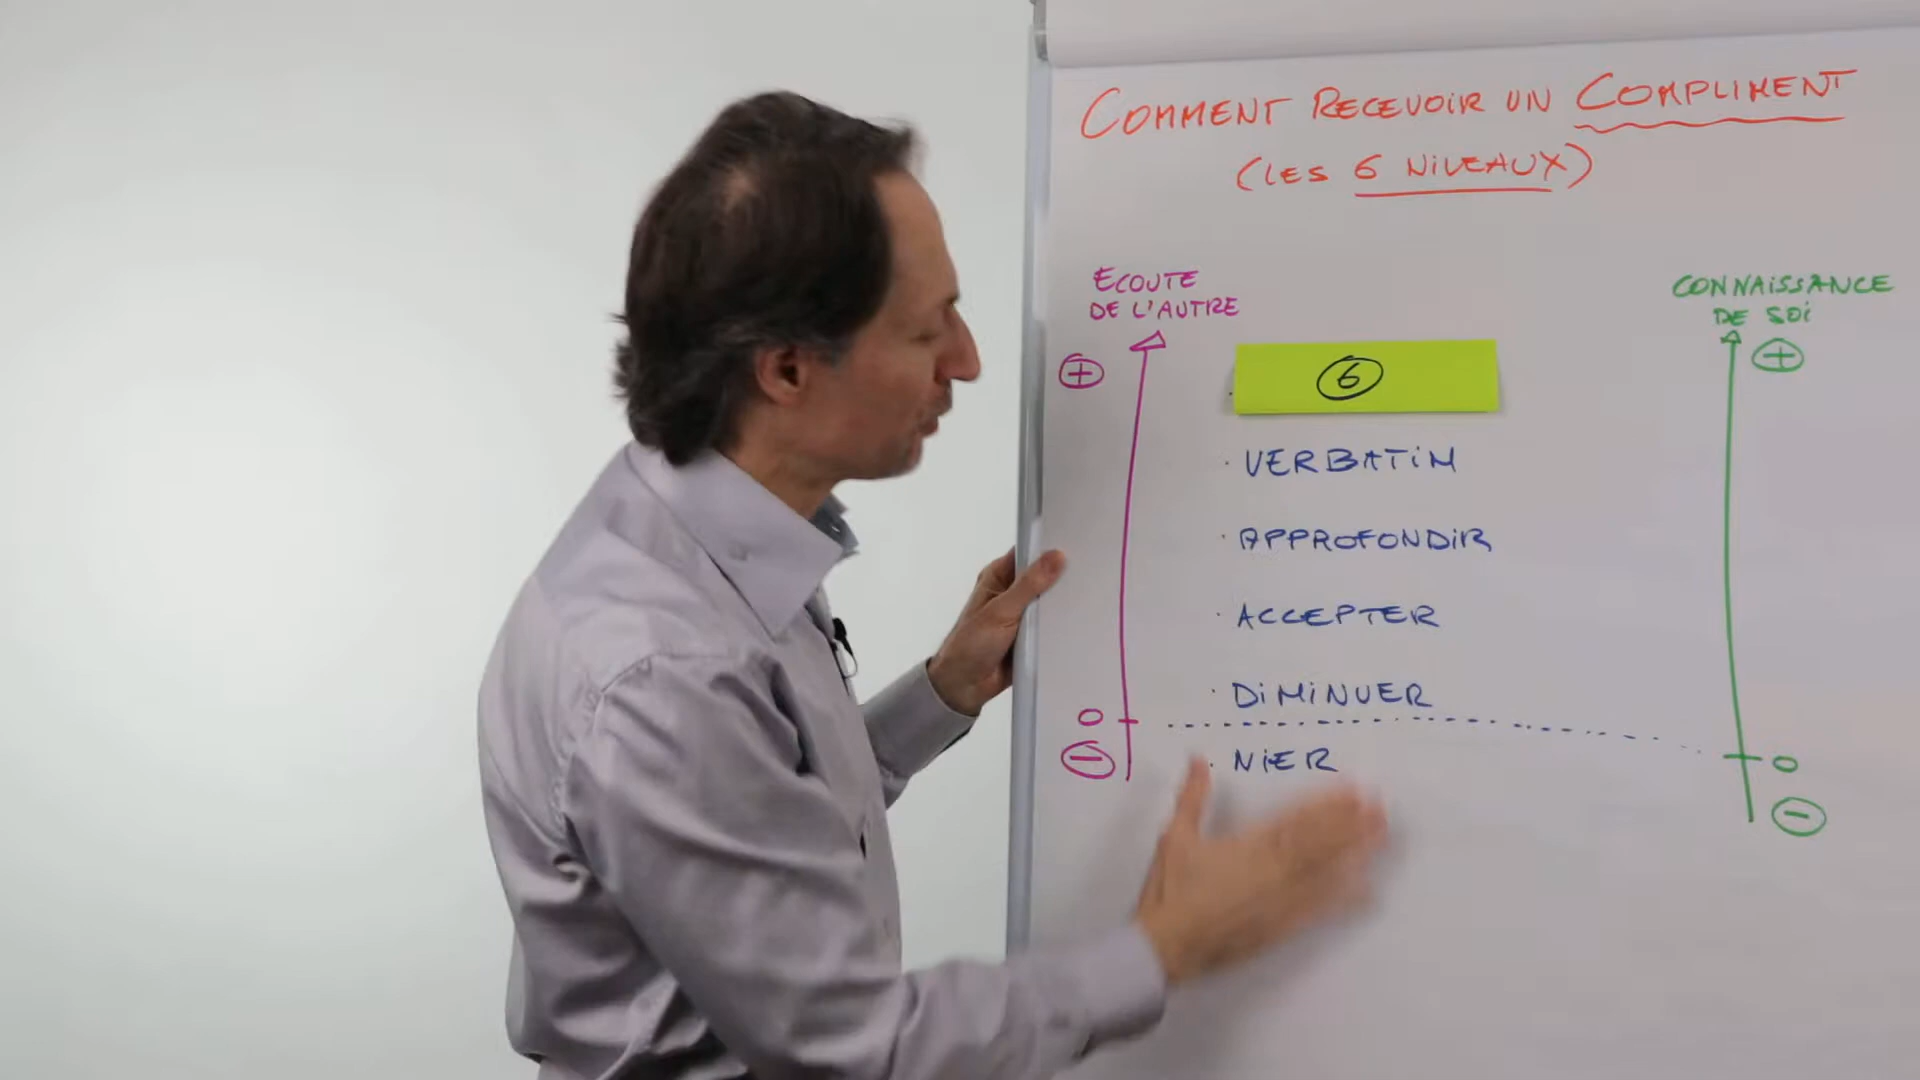 COMMENT RECEVOIR UN COMPLIMENT
(LES 6 NIVEAUX)
ECOUTE
DE L'AUTRE
CONNAISSANCE
DE SOI
+
+
6
· VERBATIM
· APPROFONDIR
· ACCEPTER
· DIMINUER
0
· NIER
0
-
-